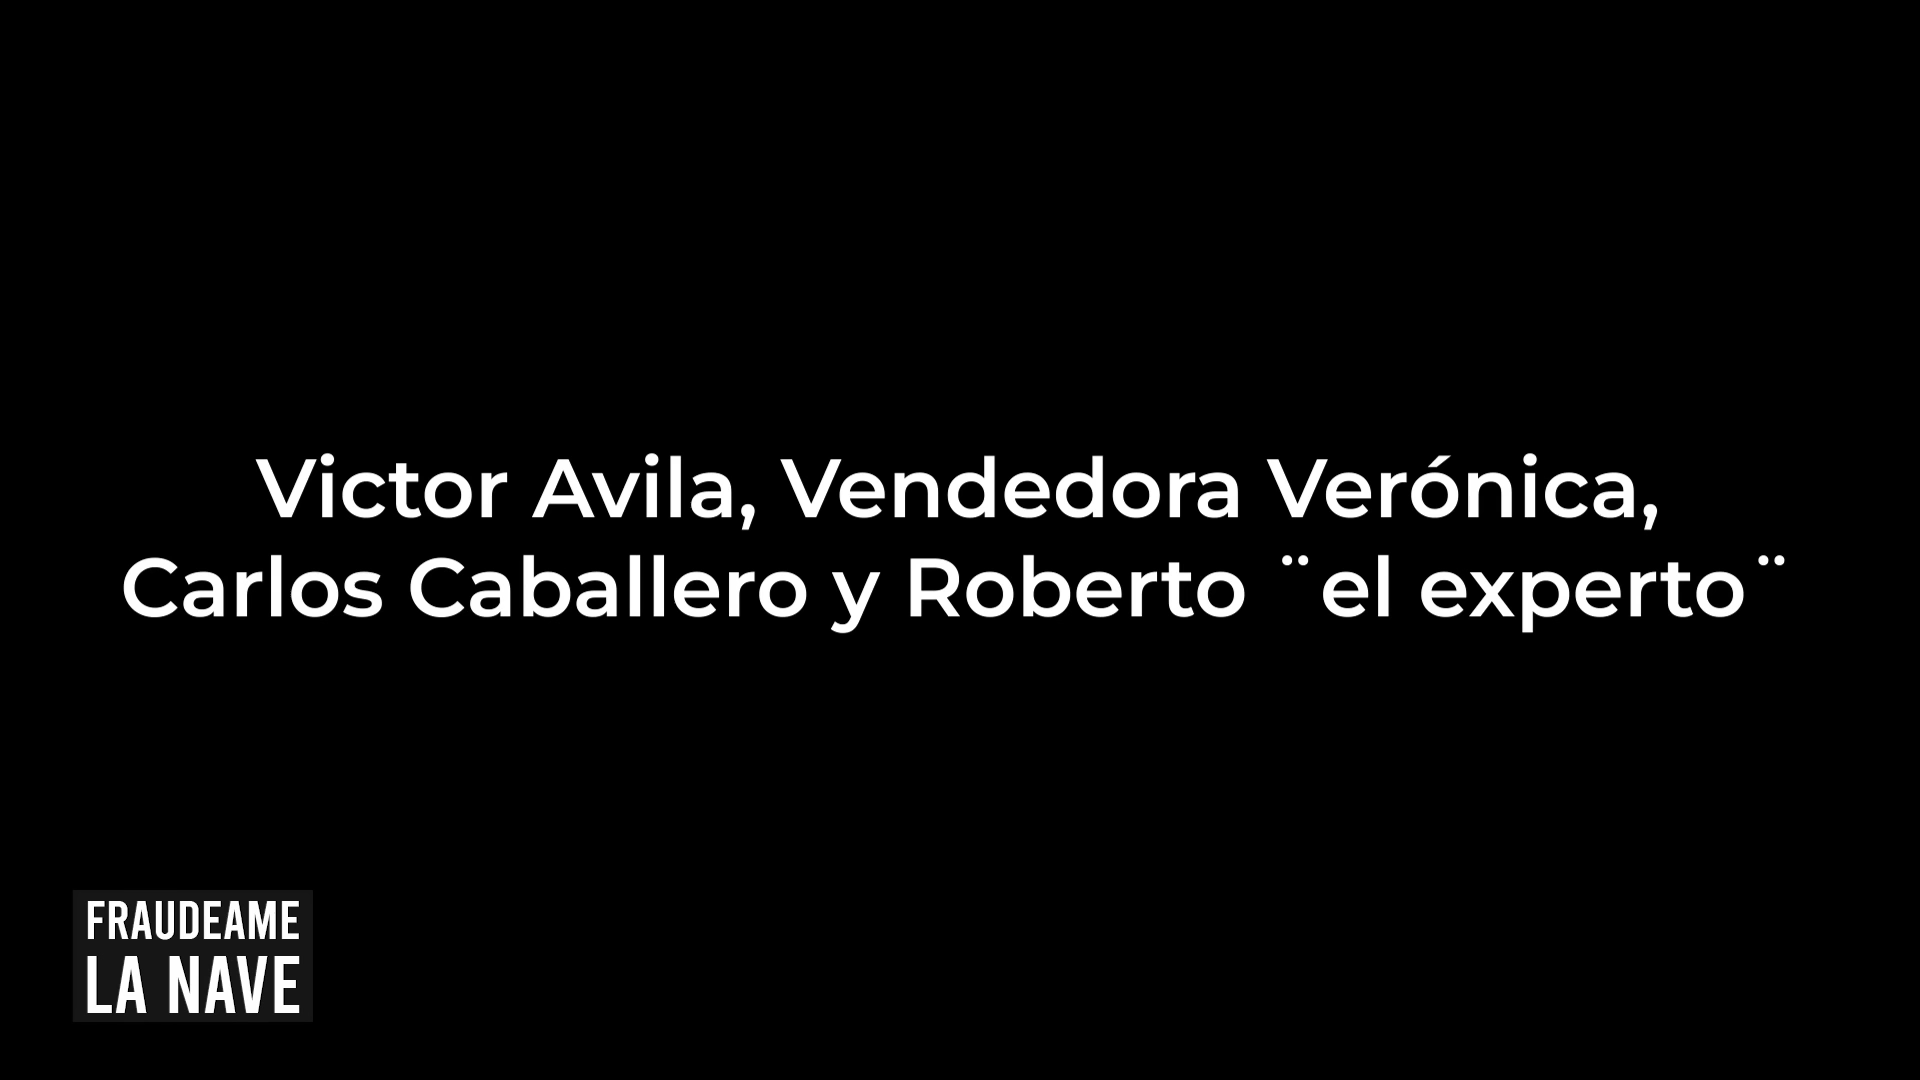 Victor Avila, Vendedora Verónica,
Carlos Caballero y Roberto ¨el experto¨
FRAUDEAME
LA NAVE